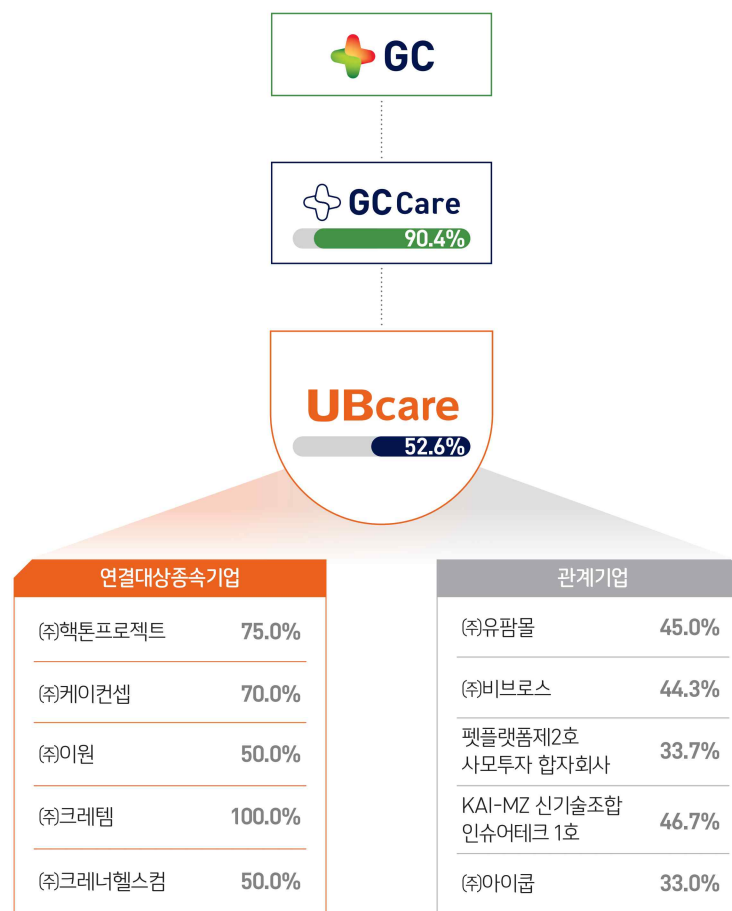 GC
GC Care
90.4%
UBcare
52.6%
연결대상종속기업
㈜핵톤프로젝트 75.0%
㈜케이컨셉 70.0%
㈜이원 50.0%
㈜크레템 100.0%
㈜크레너헬스컴 50.0%
관계기업
㈜유팜몰 45.0%
㈜비브로스 44.3%
펫플랫폼제2호
사모투자 합자회사 33.7%
KAI-MZ 신기술조합
인슈어테크 1호 46.7%
㈜아이쿱 33.0%